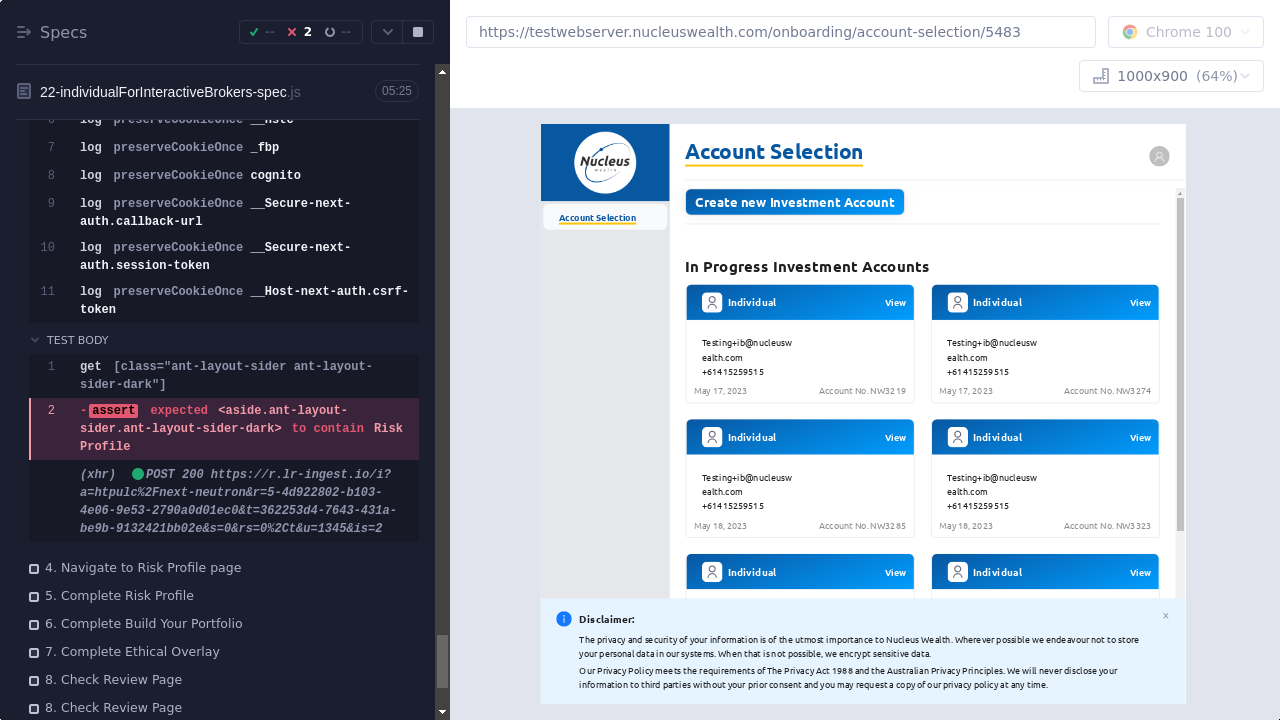 Specs
--
2
--
22-individualForInteractiveBrokers-spec.js
05:25
6 log preserveCookieOnce __hstc
7 log preserveCookieOnce _fbp
8 log preserveCookieOnce cognito
9 log preserveCookieOnce __Secure-next-
auth.callback-url
10 log preserveCookieOnce __Secure-next-
auth.session-token
11 log preserveCookieOnce __Host-next-auth.csrf-
token
TEST BODY
1 get [class="ant-layout-sider ant-layout-
sider-dark"]
2 -assert expected <aside.ant-layout-
sider.ant-layout-sider-dark> to contain Risk
Profile
(xhr) POST 200 https://r.lr-ingest.io/i?
a=htpulc%2Fnext-neutron&r=5-4d922802-b103-
4e06-9e53-2790a0d01ec0&t=362253d4-7643-431a-
be9b-9132421bb02e&s=0&rs=0%2Ct&u=1345&is=2
4. Navigate to Risk Profile page
5. Complete Risk Profile
6. Complete Build Your Portfolio
7. Complete Ethical Overlay
8. Check Review Page
8. Check Review Page
https://testwebserver.nucleuswealth.com/onboarding/account-selection/5483
Chrome 100
1000x900 (64%)
Nucleus
Wealth
Account Selection
Account Selection
Create new Investment Account
In Progress Investment Accounts
Individual View
Testing+ib@nucleusw
ealth.com
+61415259515
May 17, 2023 Account No. NW3219
Individual View
Testing+ib@nucleusw
ealth.com
+61415259515
May 17, 2023 Account No. NW3274
Individual View
Testing+ib@nucleusw
ealth.com
+61415259515
May 18, 2023 Account No. NW3285
Individual View
Testing+ib@nucleusw
ealth.com
+61415259515
May 18, 2023 Account No. NW3323
Individual View
Individual View
Disclaimer:
The privacy and security of your information is of the utmost importance to Nucleus Wealth. Wherever possible we endeavour not to store
your personal data in our systems. When that is not possible, we encrypt sensitive data.
Our Privacy Policy meets the requirements of The Privacy Act 1988 and the Australian Privacy Principles. We will never disclose your
information to third parties without your prior consent and you may request a copy of our privacy policy at any time.